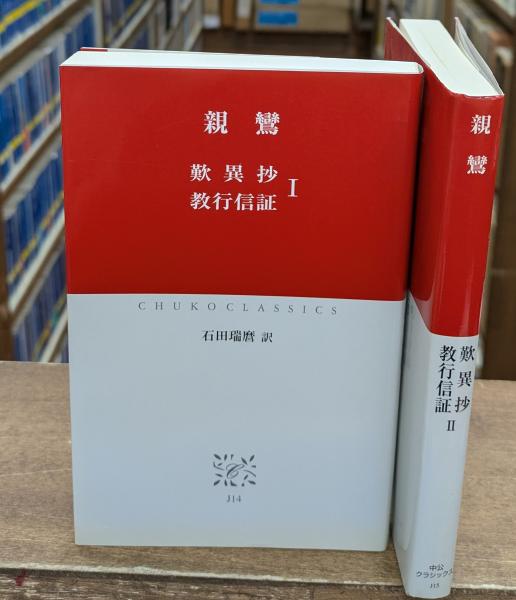 親鸞
歎異抄
教行信証 I
CHUKO CLASSICS
石田瑞麿 訳
J14
親鸞
歎異抄
教行信証 II
中公
クラシックス
J15